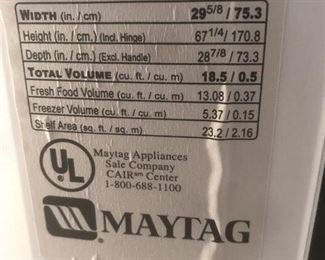 WIDTH (in. / cm) 29 5/8 / 75.3
Height (in. / cm.) (Incl. Hinge) 67 1/4 / 170.8
Depth (in. / cm.) (Excl. Handle) 28 7/8 / 73.3
TOTAL VOLUME (cu. ft. / cu. m) 18.5 / 0.5
Fresh Food Volume (cu. ft. / cu. m) 13.08 / 0.37
Freezer Volume (cu. ft. / cu. m) 5.37 / 0.15
Shelf Area (sq. ft. / sq. m) 23.2 / 2.16
UL
Maytag Appliances
Sale Company
CAIR sm Center
1-800-688-1100
MAYTAG